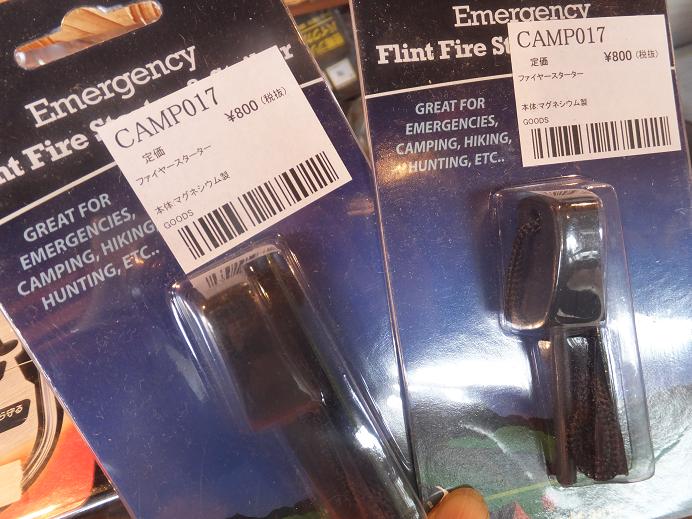 Emergency
Flint Fire
CAMP017
定価 ¥800(税抜)
ファイヤースターター
本体:マグネシウム製
GOODS
GREAT FOR
EMERGENCIES,
CAMPING, HIKING,
HUNTING, ETC..
Emergency
Fire
CAMP017
定価 ¥800(税抜)
ファイヤースターター
本体:マグネシウム製
GOODS
GREAT FOR
EMERGENCIES,
CAMPING, HIKING
HUNTING, ETC..